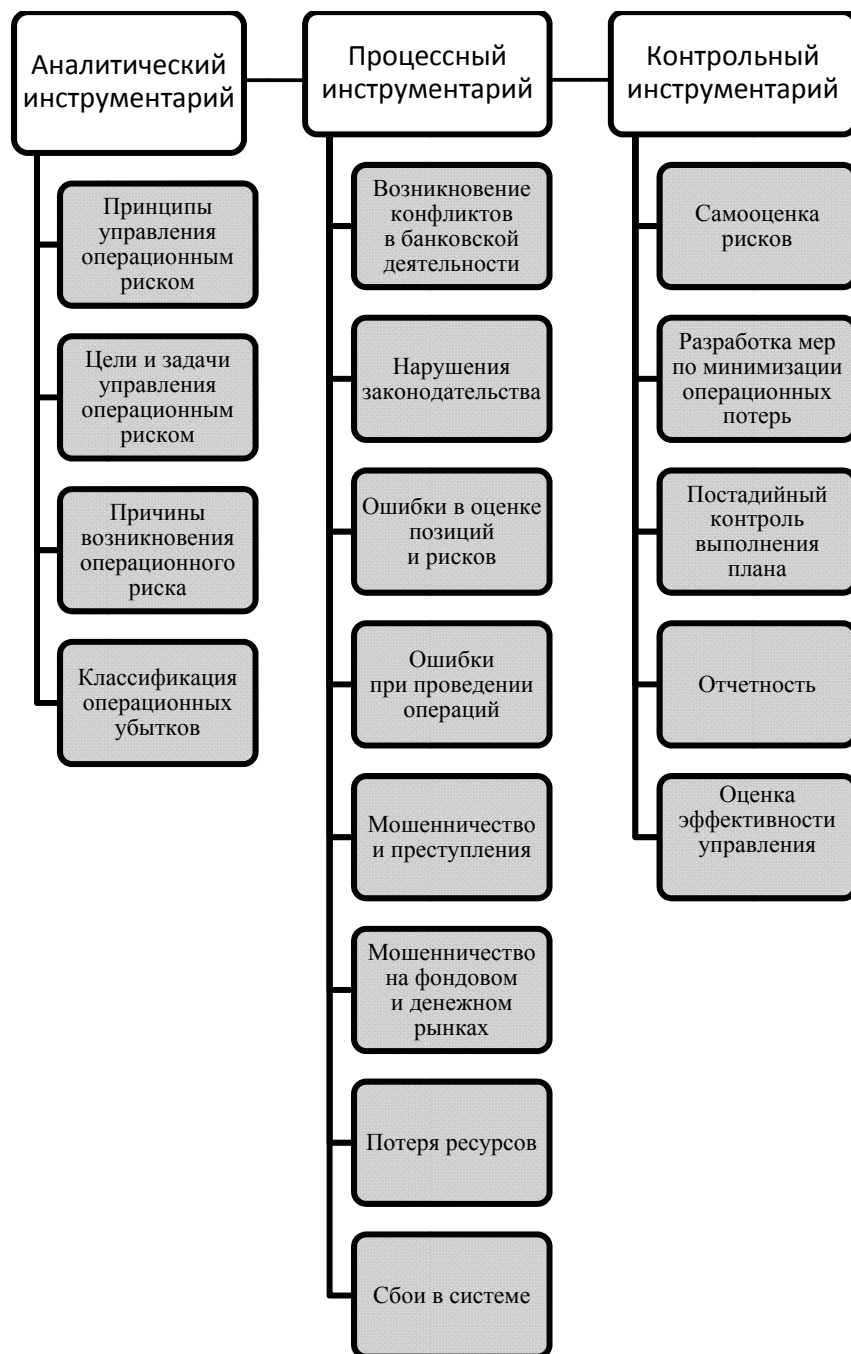 Аналитический
инструментарий
Принципы
управления
операционным
риском
Цели и задачи
управления
операционным
риском
Причины
возникновения
операционного
риска
Классификация
операционных
убытков
Процессный
инструментарий
Возникновение
конфликтов
в банковской
деятельности
Нарушения
законодательства
Ошибки в оценке
позиций
и рисков
Ошибки
при проведении
операций
Мошенничество
и преступления
Мошенничество
на фондовом
и денежном
рынках
Потеря ресурсов
Сбои в системе
Контрольный
инструментарий
Самооценка
рисков
Разработка мер
по минимизации
операционных
потерь
Постадийный
контроль
выполнения
плана
Отчетность
Оценка
эффективности
управления